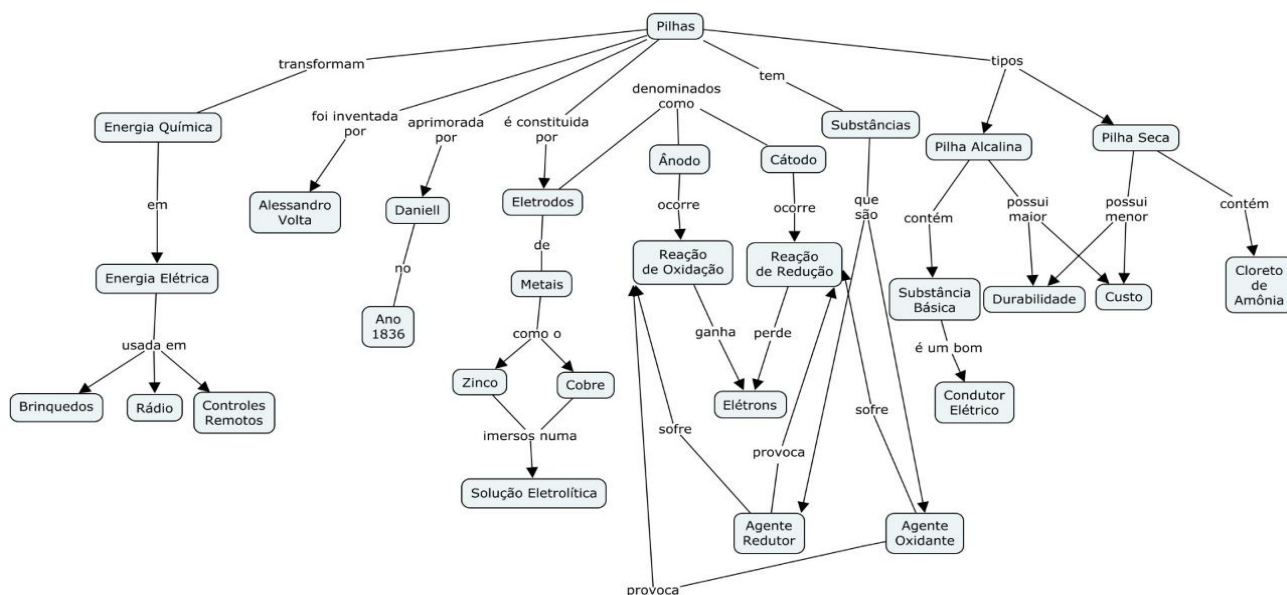 Pilhas
transformam
tipos
tem
denominados
como
foi inventada
por
aprimorada
por
é constituida
por
Energia Química
Substâncias
Pilha Alcalina
Pilha Seca
Ânodo
Cátodo
em
Alessandro
Volta
Daniell
Eletrodos
ocorre
ocorre
que
são
contém
possui
maior
possui
menor
contém
de
no
Reação
de Oxidação
Reação
de Redução
Energia Elétrica
Metais
Substância
Básica
Durabilidade
Custo
Cloreto
de
Amônia
Ano
1836
como o
ganha
perde
usada em
é um bom
Zinco
Cobre
Brinquedos
Rádio
Controles
Remotos
Elétrons
Condutor
Elétrico
sofre
sofre
imersos numa
provoca
Solução Eletrolítica
Agente
Redutor
Agente
Oxidante
provoca